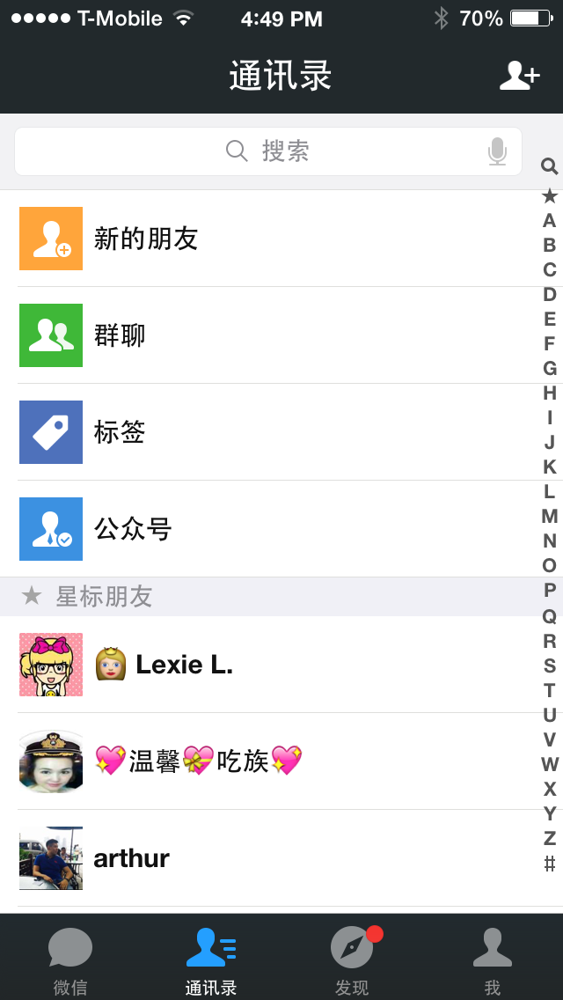 T-Mobile 4:49 PM 70%
通讯录
搜索
新的朋友
群聊
标签
公众号
★ 星标朋友
👸 Lexie L.
💖温馨💝吃族💖
arthur
★
A
B
C
D
E
F
G
H
I
J
K
L
M
N
O
P
Q
R
S
T
U
V
W
X
Y
Z
#
微信 通讯录 发现 我